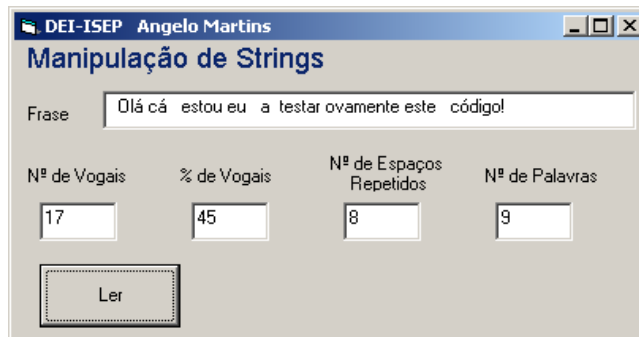 DEI-ISEP Angelo Martins
Manipulação de Strings
Frase
Olá cá estou eu a testar ovamente este código!
Nº de Vogais
% de Vogais
Nº de Espaços
Repetidos
Nº de Palavras
17
45
8
9
Ler